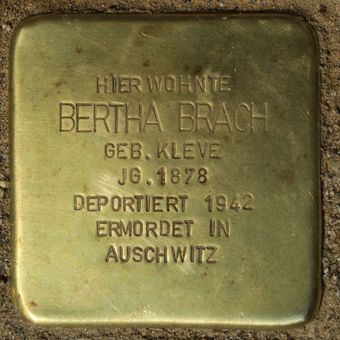 HIER WOHNTE
BERTHA BRACH
GEB. KLEVE
JG. 1878
DEPORTIERT 1942
ERMORDET IN
AUSCHWITZ